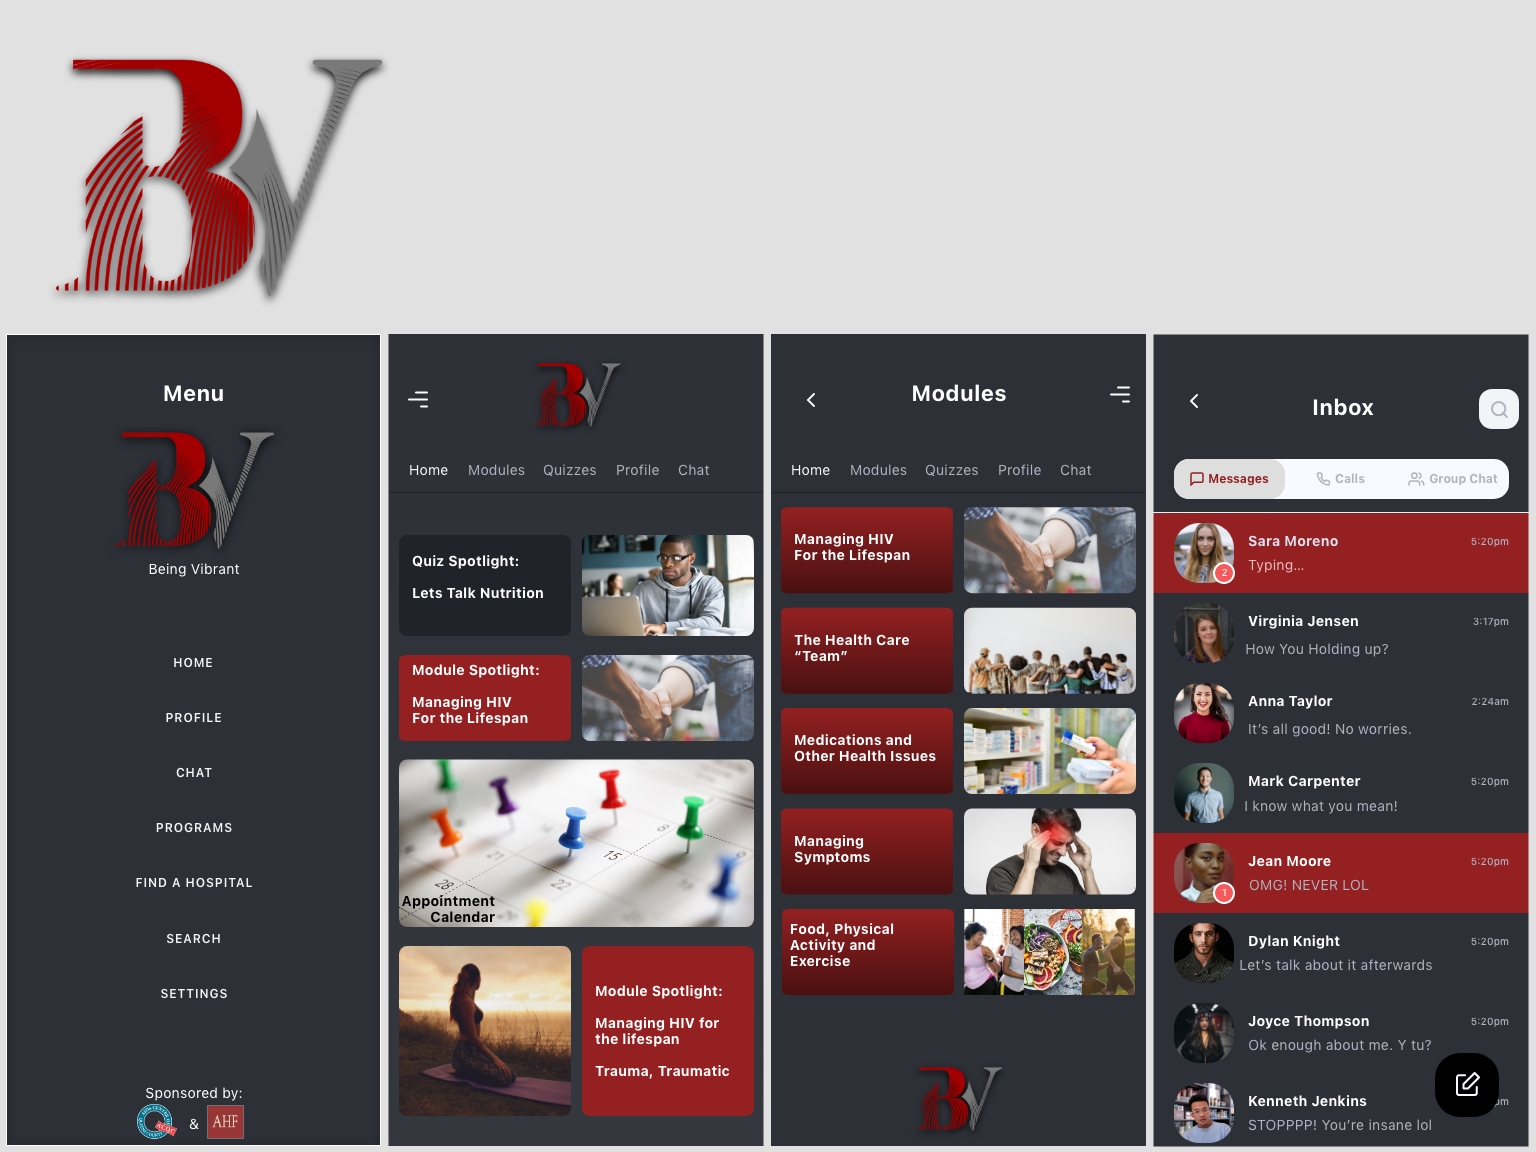 BV
Menu
BV
Being Vibrant
HOME
PROFILE
CHAT
PROGRAMS
FIND A HOSPITAL
SEARCH
SETTINGS
Sponsored by:
ACQC
& AHF
BV
Home Modules Quizzes Profile Chat
Quiz Spotlight:
Lets Talk Nutrition
Module Spotlight:
Managing HIV
For the Lifespan
8
15
21
22
28
Appointment
Calendar
Module Spotlight:
Managing HIV for
the lifespan
Trauma, Traumatic
Modules
Home Modules Quizzes Profile Chat
Managing HIV
For the Lifespan
The Health Care
“Team”
Medications and
Other Health Issues
Managing
Symptoms
Food, Physical
Activity and
Exercise
BV
Inbox
Messages Calls Group Chat
Sara Moreno 5:20pm
2 Typing...
Virginia Jensen 3:17pm
How You Holding up?
Anna Taylor 2:24am
It's all good! No worries.
Mark Carpenter 5:20pm
I know what you mean!
Jean Moore 5:20pm
1 OMG! NEVER LOL
Dylan Knight 5:20pm
Let's talk about it afterwards
Joyce Thompson 5:20pm
Ok enough about me. Y tu?
Kenneth Jenkins pm
STOPPPP! You're insane lol